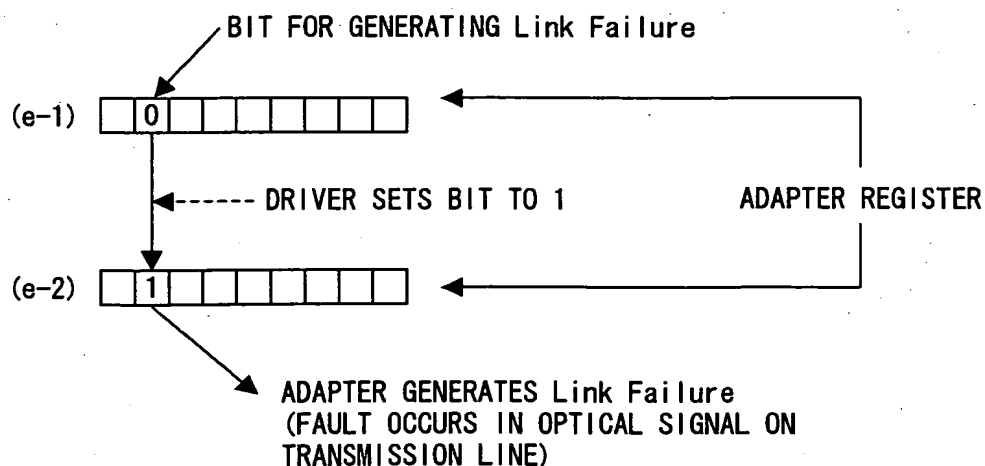 BIT FOR GENERATING Link Failure
(e-1) 0
DRIVER SETS BIT TO 1
ADAPTER REGISTER
(e-2) 1
ADAPTER GENERATES Link Failure
(FAULT OCCURS IN OPTICAL SIGNAL ON
TRANSMISSION LINE)